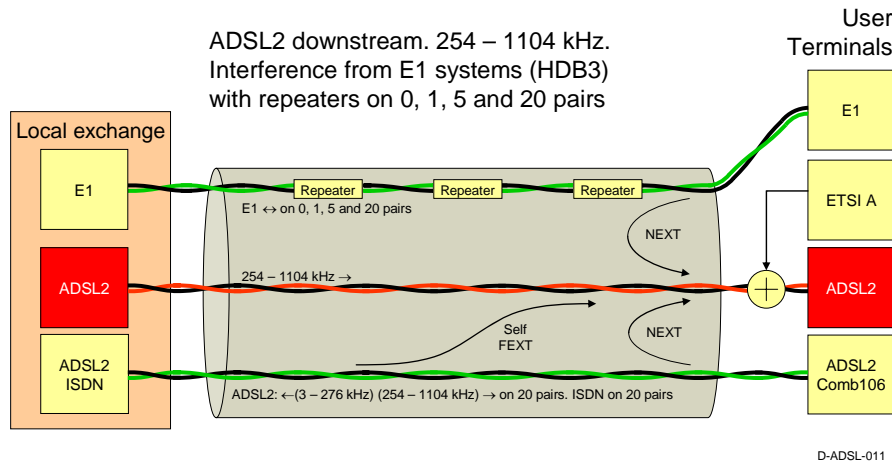 User
Terminals
ADSL2 downstream. 254 – 1104 kHz.
Interference from E1 systems (HDB3)
with repeaters on 0, 1, 5 and 20 pairs
Local exchange
E1
E1
Repeater
Repeater
Repeater
E1 ↔ on 0, 1, 5 and 20 pairs
ETSI A
NEXT
254 – 1104 kHz →
ADSL2
ADSL2
Self
FEXT
NEXT
ADSL2
ISDN
ADSL2
Comb106
ADSL2: ←(3 – 276 kHz) (254 – 1104 kHz) → on 20 pairs. ISDN on 20 pairs
D-ADSL-011